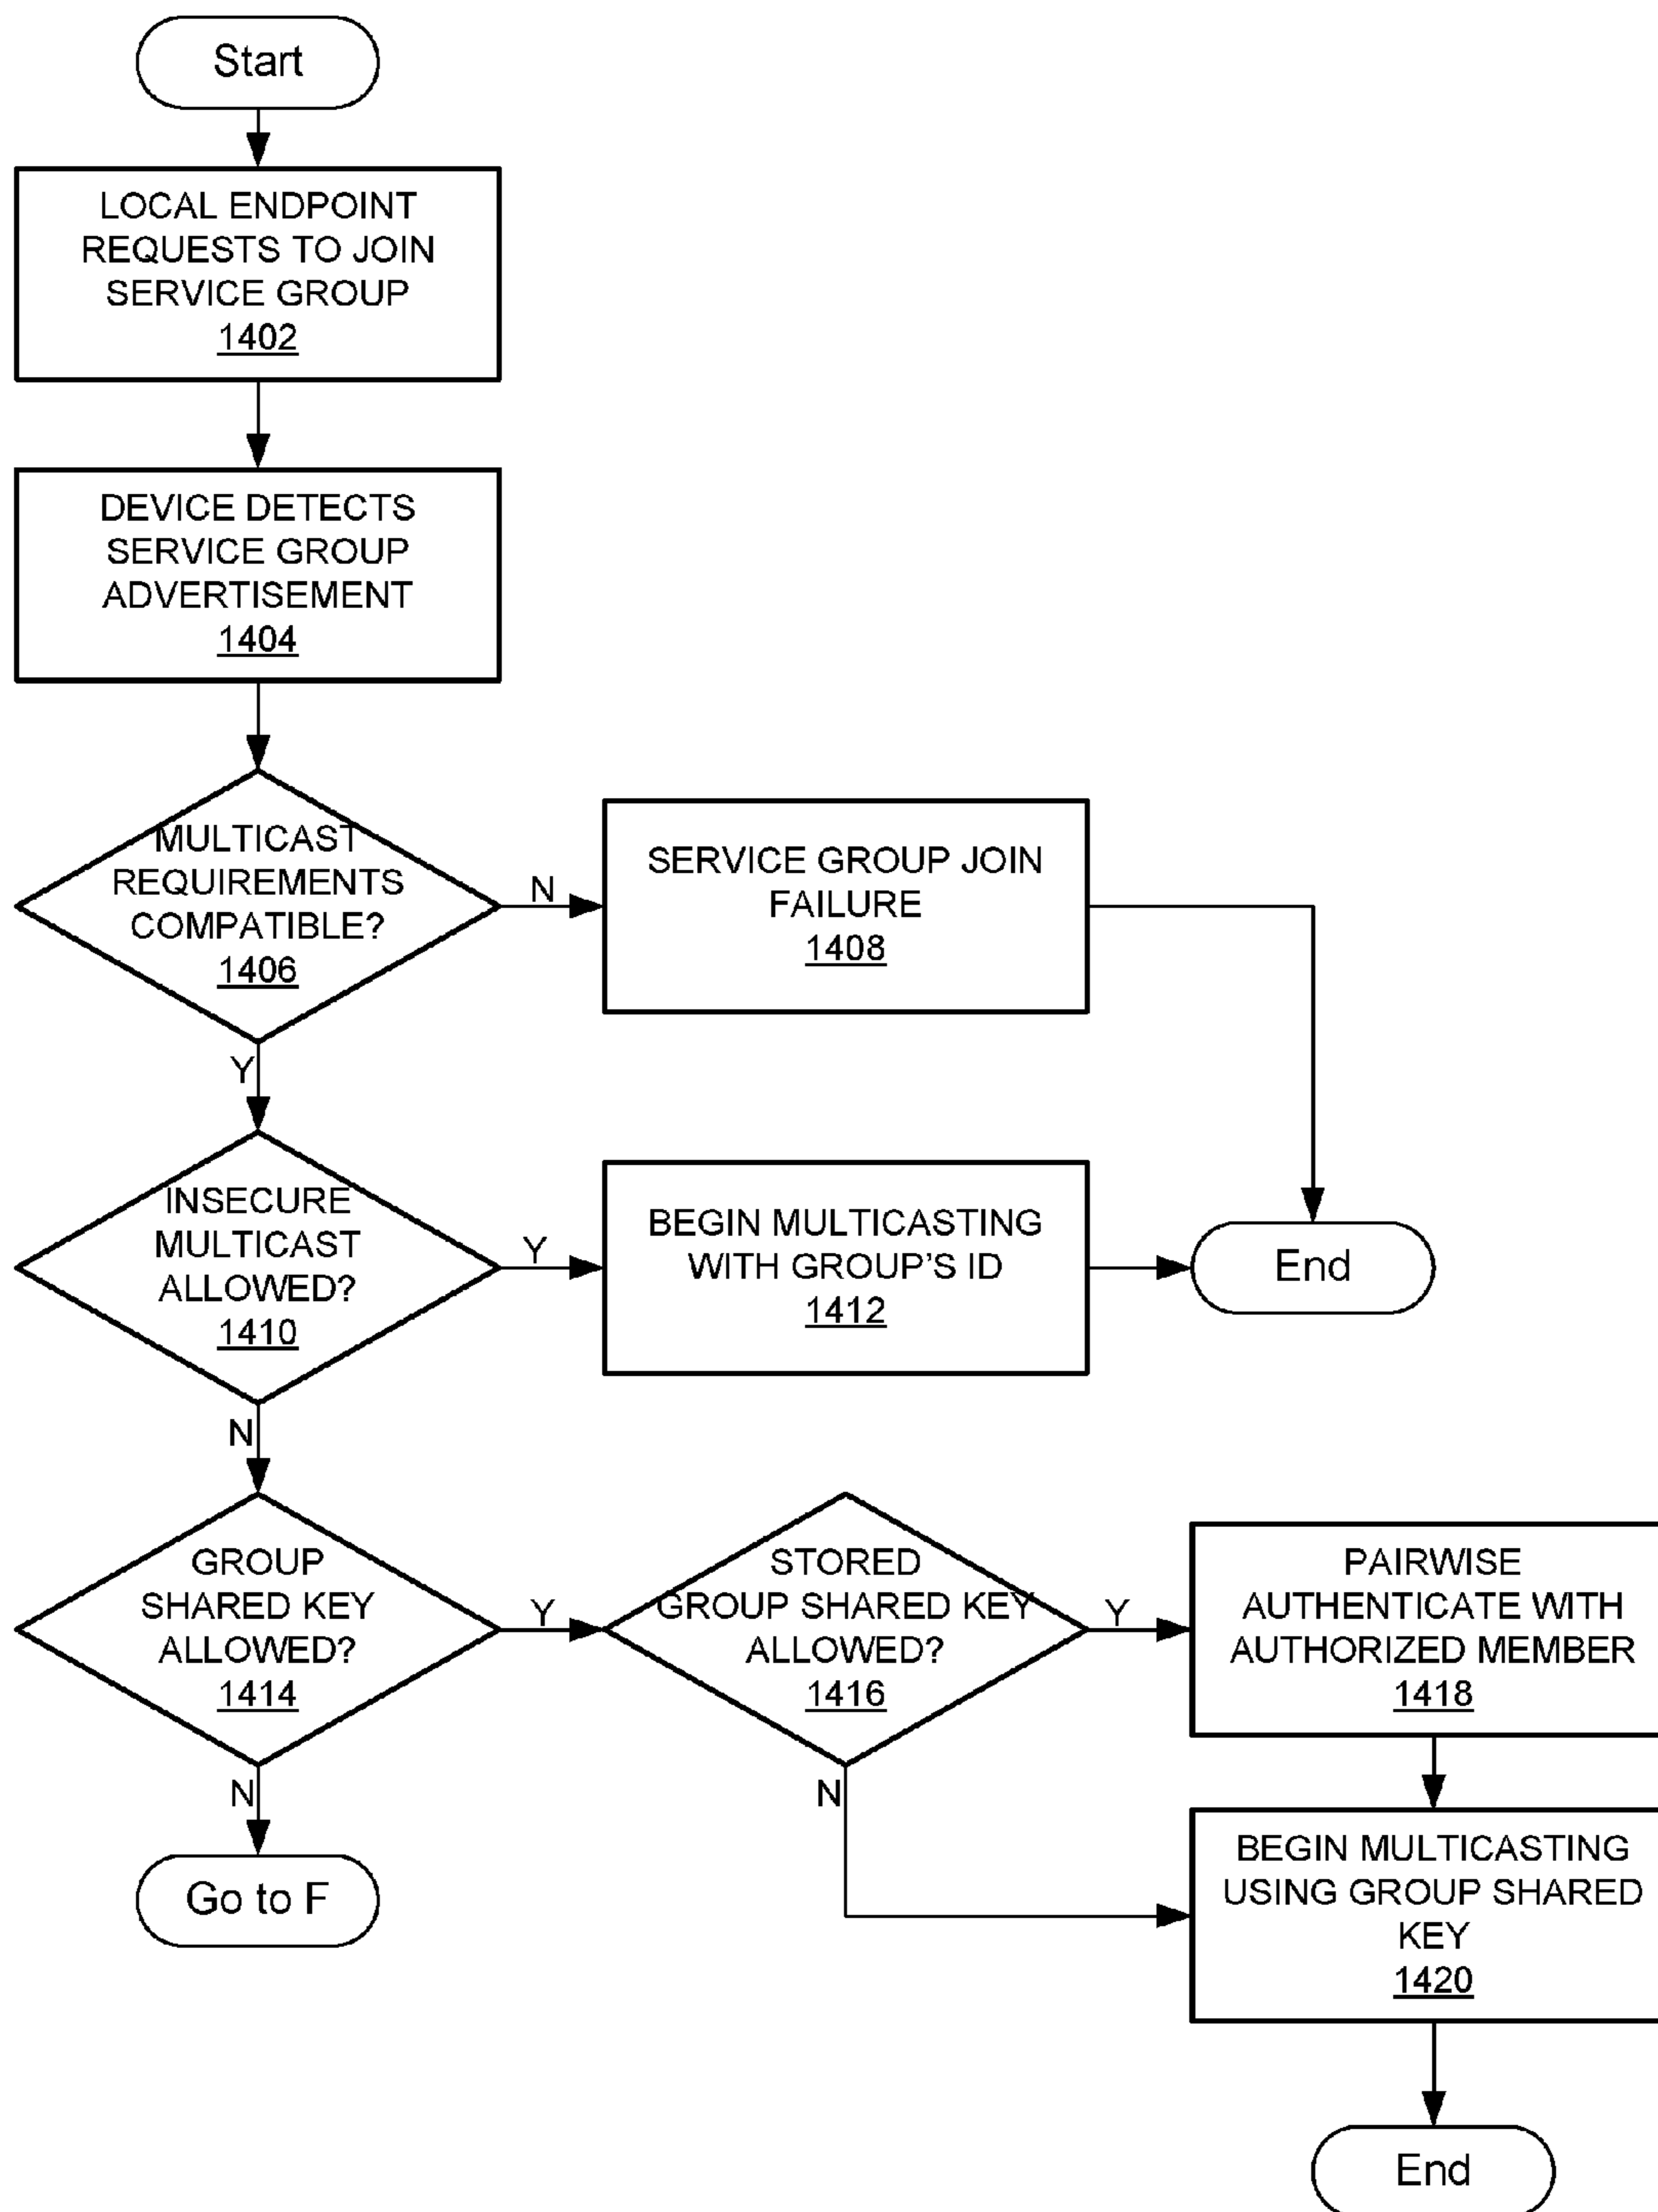 Start
LOCAL ENDPOINT
REQUESTS TO JOIN
SERVICE GROUP
1402
DEVICE DETECTS
SERVICE GROUP
ADVERTISEMENT
1404
MULTICAST
REQUIREMENTS
COMPATIBLE?
1406
N
SERVICE GROUP JOIN
FAILURE
1408
Y
INSECURE
MULTICAST
ALLOWED?
1410
Y
BEGIN MULTICASTING
WITH GROUP'S ID
1412
End
N
GROUP
SHARED KEY
ALLOWED?
1414
Y
STORED
GROUP SHARED KEY
ALLOWED?
1416
Y
PAIRWISE
AUTHENTICATE WITH
AUTHORIZED MEMBER
1418
N
Go to F
N
BEGIN MULTICASTING
USING GROUP SHARED
KEY
1420
End